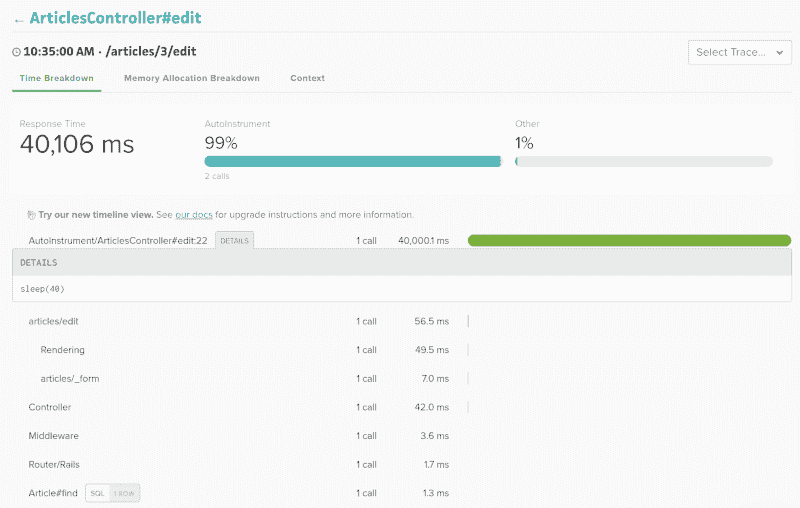 ← ArticlesController#edit
10:35:00 AM · /articles/3/edit
Select Trace...
Time Breakdown Memory Allocation Breakdown Context
Response Time AutoInstrument Other
40,106 ms 99% 1%
2 calls
Try our new timeline view. See our docs for upgrade instructions and more information.
AutoInstrument/ArticlesController#edit:22 DETAILS 1 call 40,000.1 ms
DETAILS
sleep(40)
articles/edit 1 call 56.5 ms
Rendering 1 call 49.5 ms
articles/_form 1 call 7.0 ms
Controller 1 call 42.0 ms
Middleware 1 call 3.6 ms
Router/Rails 1 call 1.7 ms
Article#find SQL 1 ROW 1 call 1.3 ms